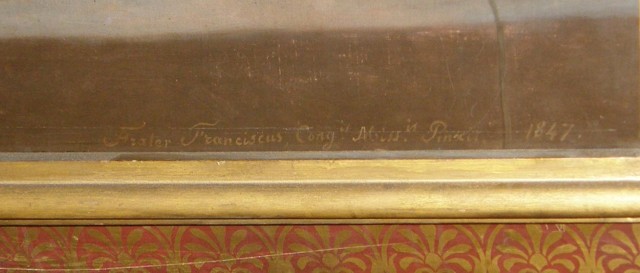 Frater Franciscus Cong.is Miss.is Pinxit 1847.